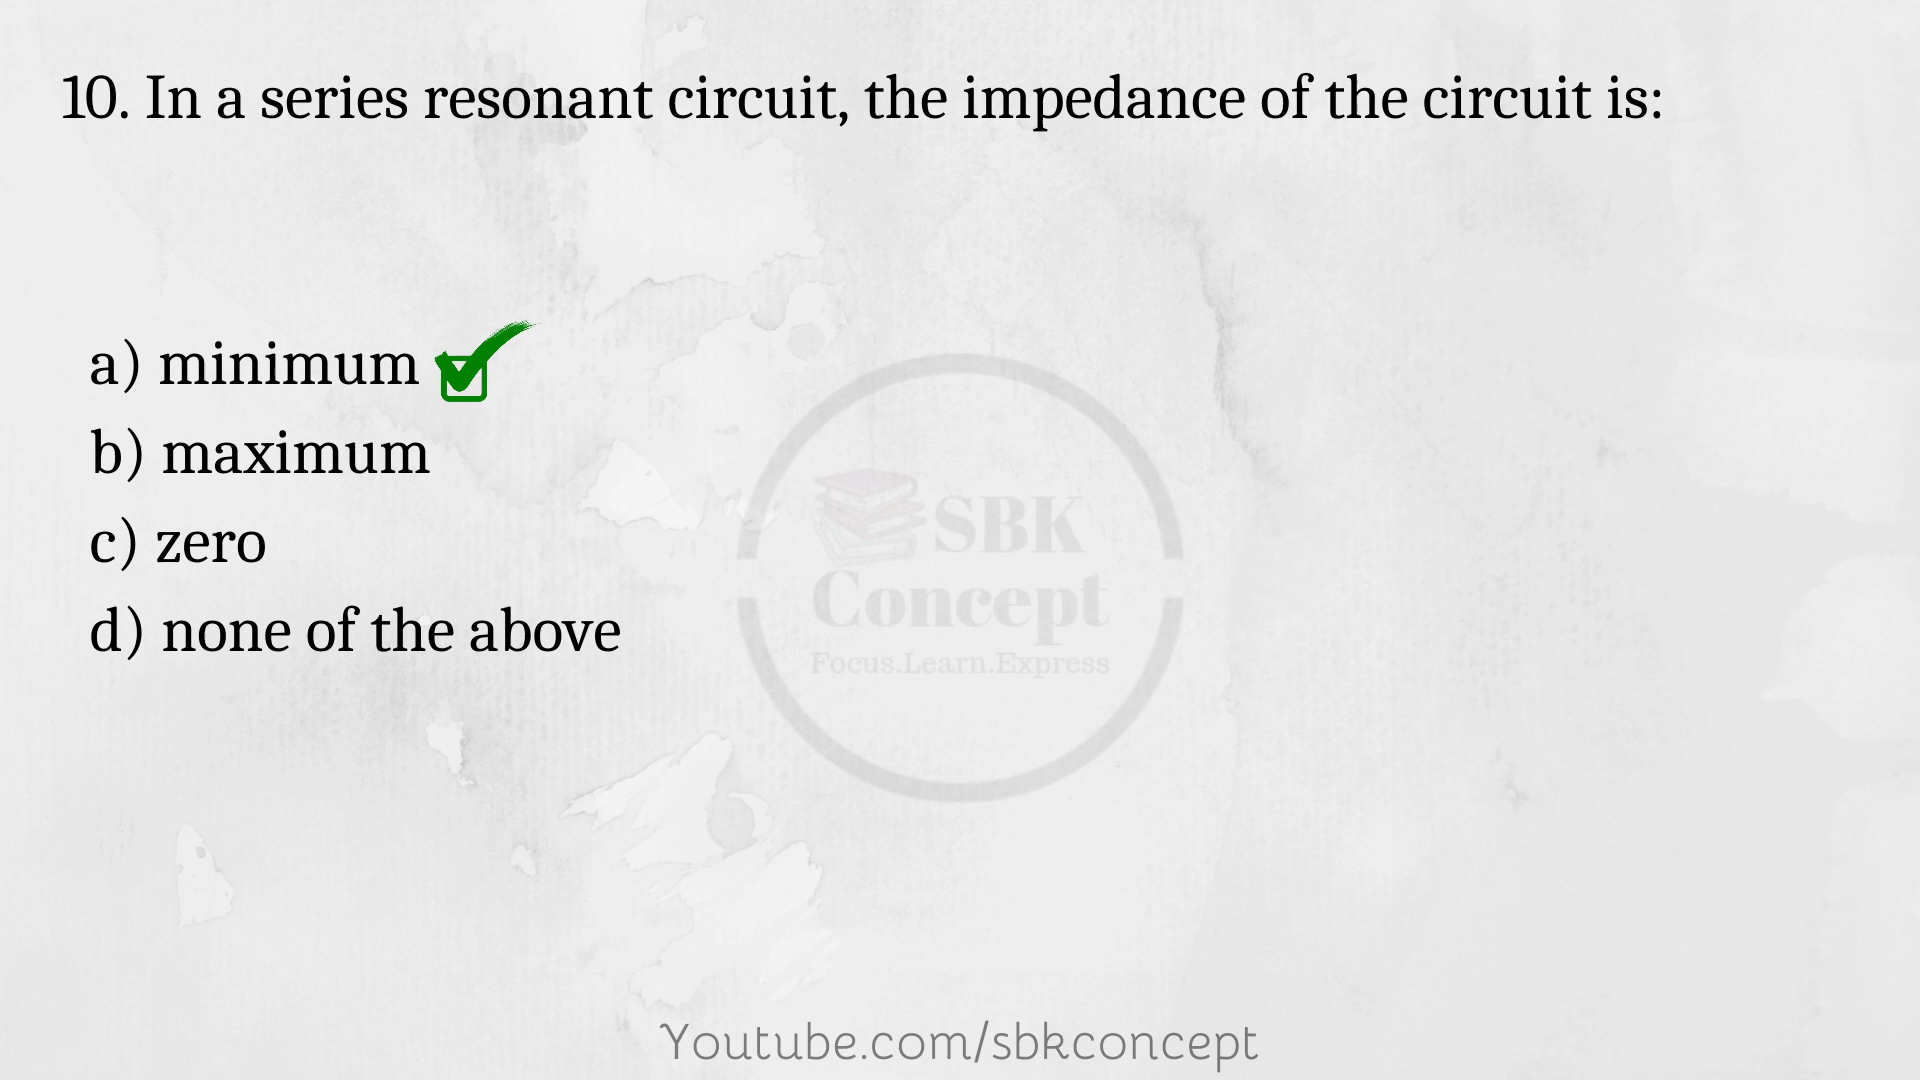 10. In a series resonant circuit, the impedance of the circuit is:
a) minimum
b) maximum
c) zero
d) none of the above
SBK
Concept
Focus.Learn.Express
Youtube.com/sbkconcept